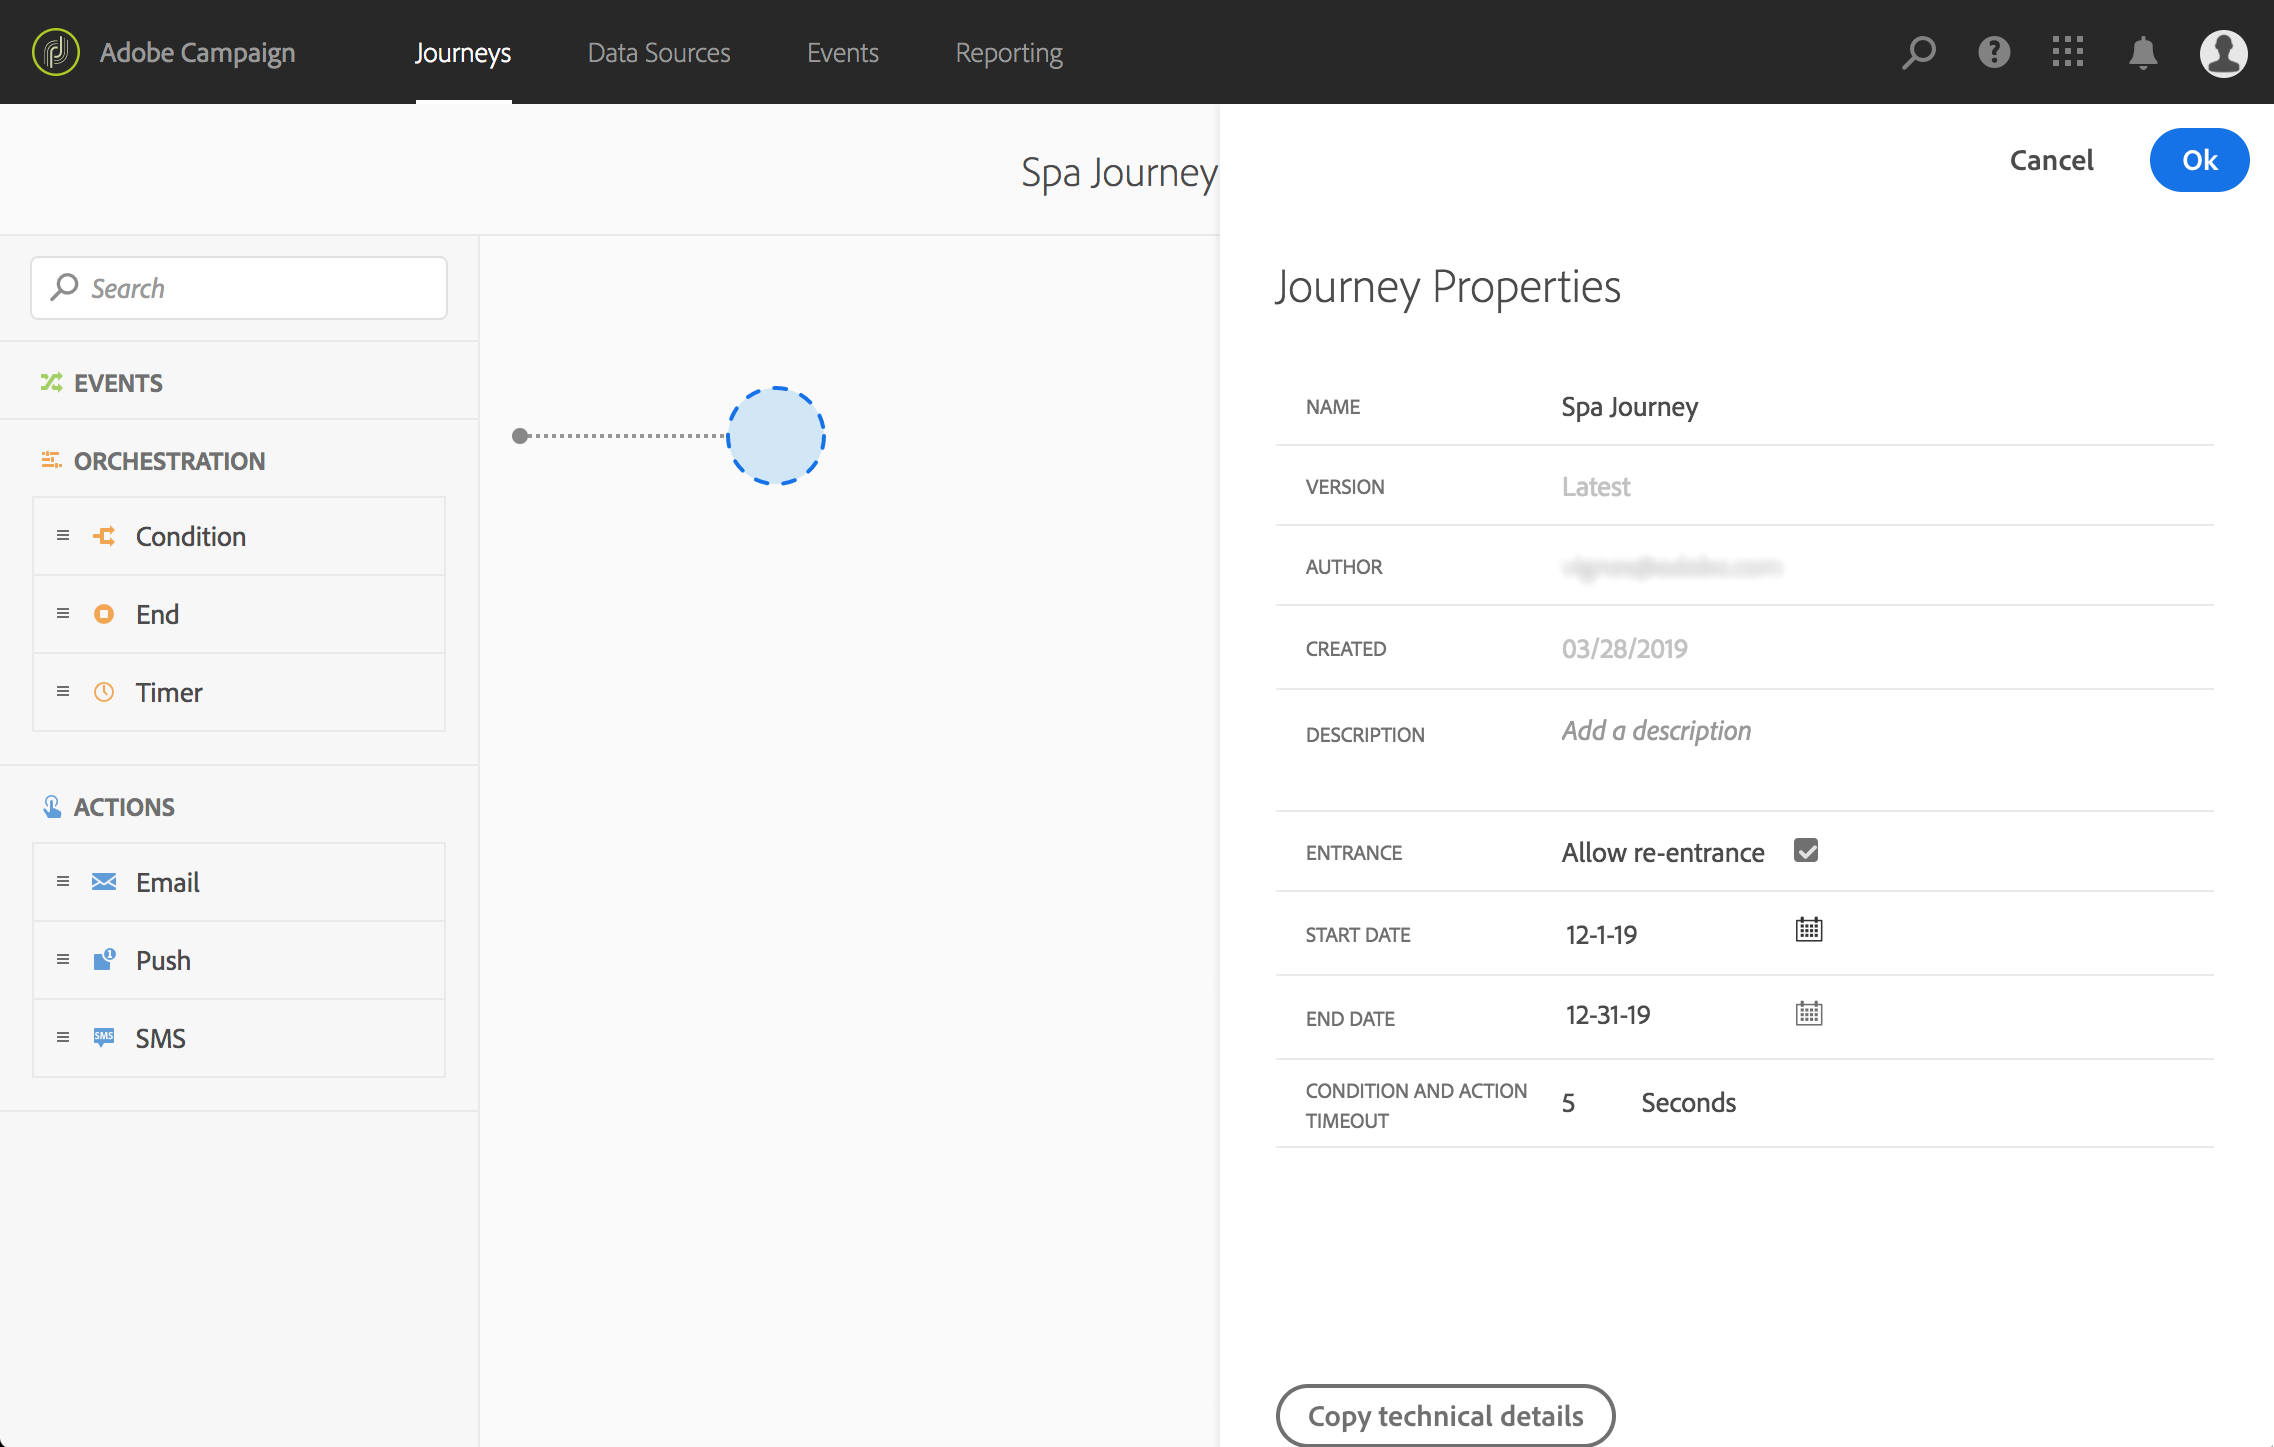 Adobe Campaign
Journeys
Data Sources
Events
Reporting
Spa Journey
Cancel
Ok
Search
EVENTS
ORCHESTRATION
Condition
End
Timer
ACTIONS
Email
1
Push
SMS
SMS
Journey Properties
NAME
Spa Journey
VERSION
Latest
AUTHOR
CREATED
03/28/2019
DESCRIPTION
Add a description
ENTRANCE
Allow re-entrance
START DATE
12-1-19
END DATE
12-31-19
CONDITION AND ACTION
TIMEOUT
5
Seconds
Copy technical details